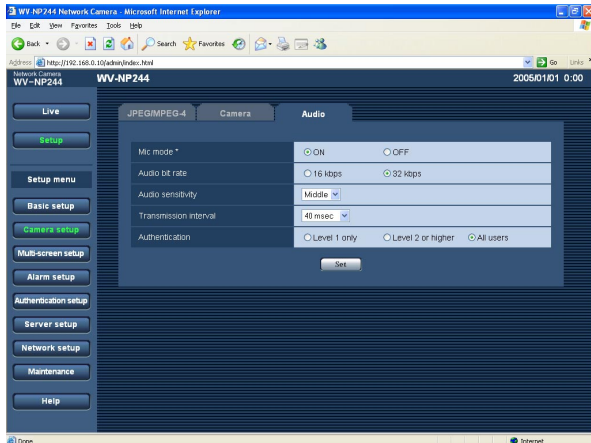 WV-NP244 Network Camera - Microsoft Internet Explorer
File Edit View Favorites Tools Help
Back Search Favorites
Address http://192.168.0.10/admin/index.html Go Links
Network Camera
WV-NP244
WV-NP244 2005/01/01 0:00
Live
Setup
Setup menu
Basic setup
Camera setup
Multi-screen setup
Alarm setup
Authentication setup
Server setup
Network setup
Maintenance
Help
JPEG/MPEG-4 Camera Audio
Mic mode * ON OFF
Audio bit rate 16 kbps 32 kbps
Audio sensitivity Middle
Transmission interval 40 msec
Authentication Level 1 only Level 2 or higher All users
Set
Done Internet